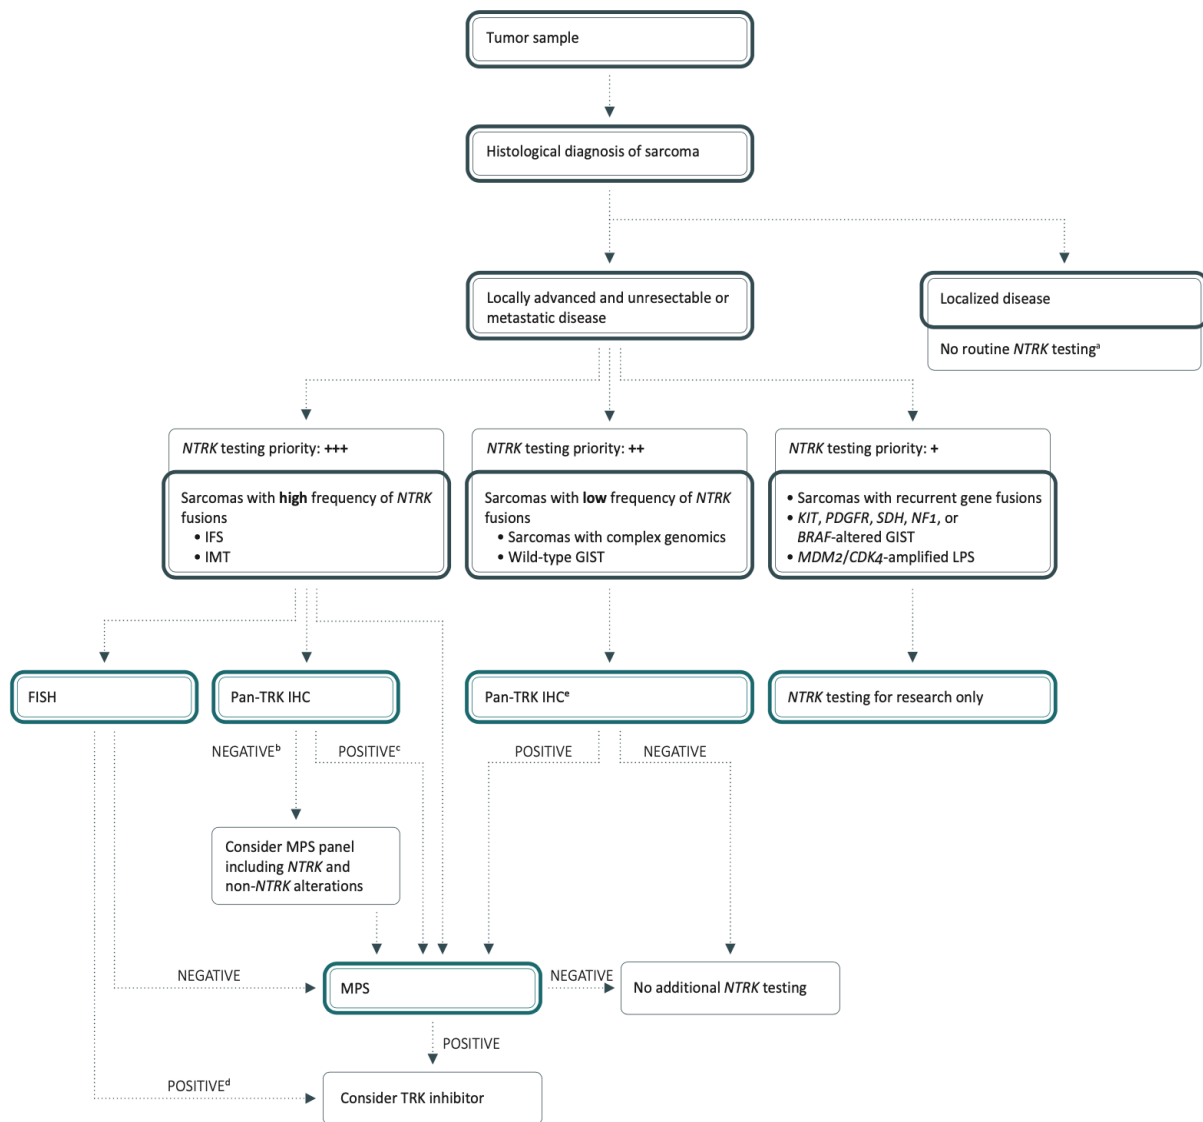 Tumor sample
Histological diagnosis of sarcoma
Locally advanced and unresectable or
metastatic disease
Localized disease
No routine NTRK testingᵃ
NTRK testing priority: +++
Sarcomas with high frequency of NTRK
fusions
• IFS
• IMT
NTRK testing priority: ++
Sarcomas with low frequency of NTRK
fusions
• Sarcomas with complex genomics
• Wild-type GIST
NTRK testing priority: +
• Sarcomas with recurrent gene fusions
• KIT, PDGFR, SDH, NF1, or
BRAF-altered GIST
• MDM2/CDK4-amplified LPS
FISH
Pan-TRK IHC
Pan-TRK IHCᵉ
NTRK testing for research only
NEGATIVEᵇ
POSITIVEᶜ
POSITIVE
NEGATIVE
Consider MPS panel
including NTRK and
non-NTRK alterations
NEGATIVE
MPS
NEGATIVE
No additional NTRK testing
POSITIVE
POSITIVEᵈ
Consider TRK inhibitor